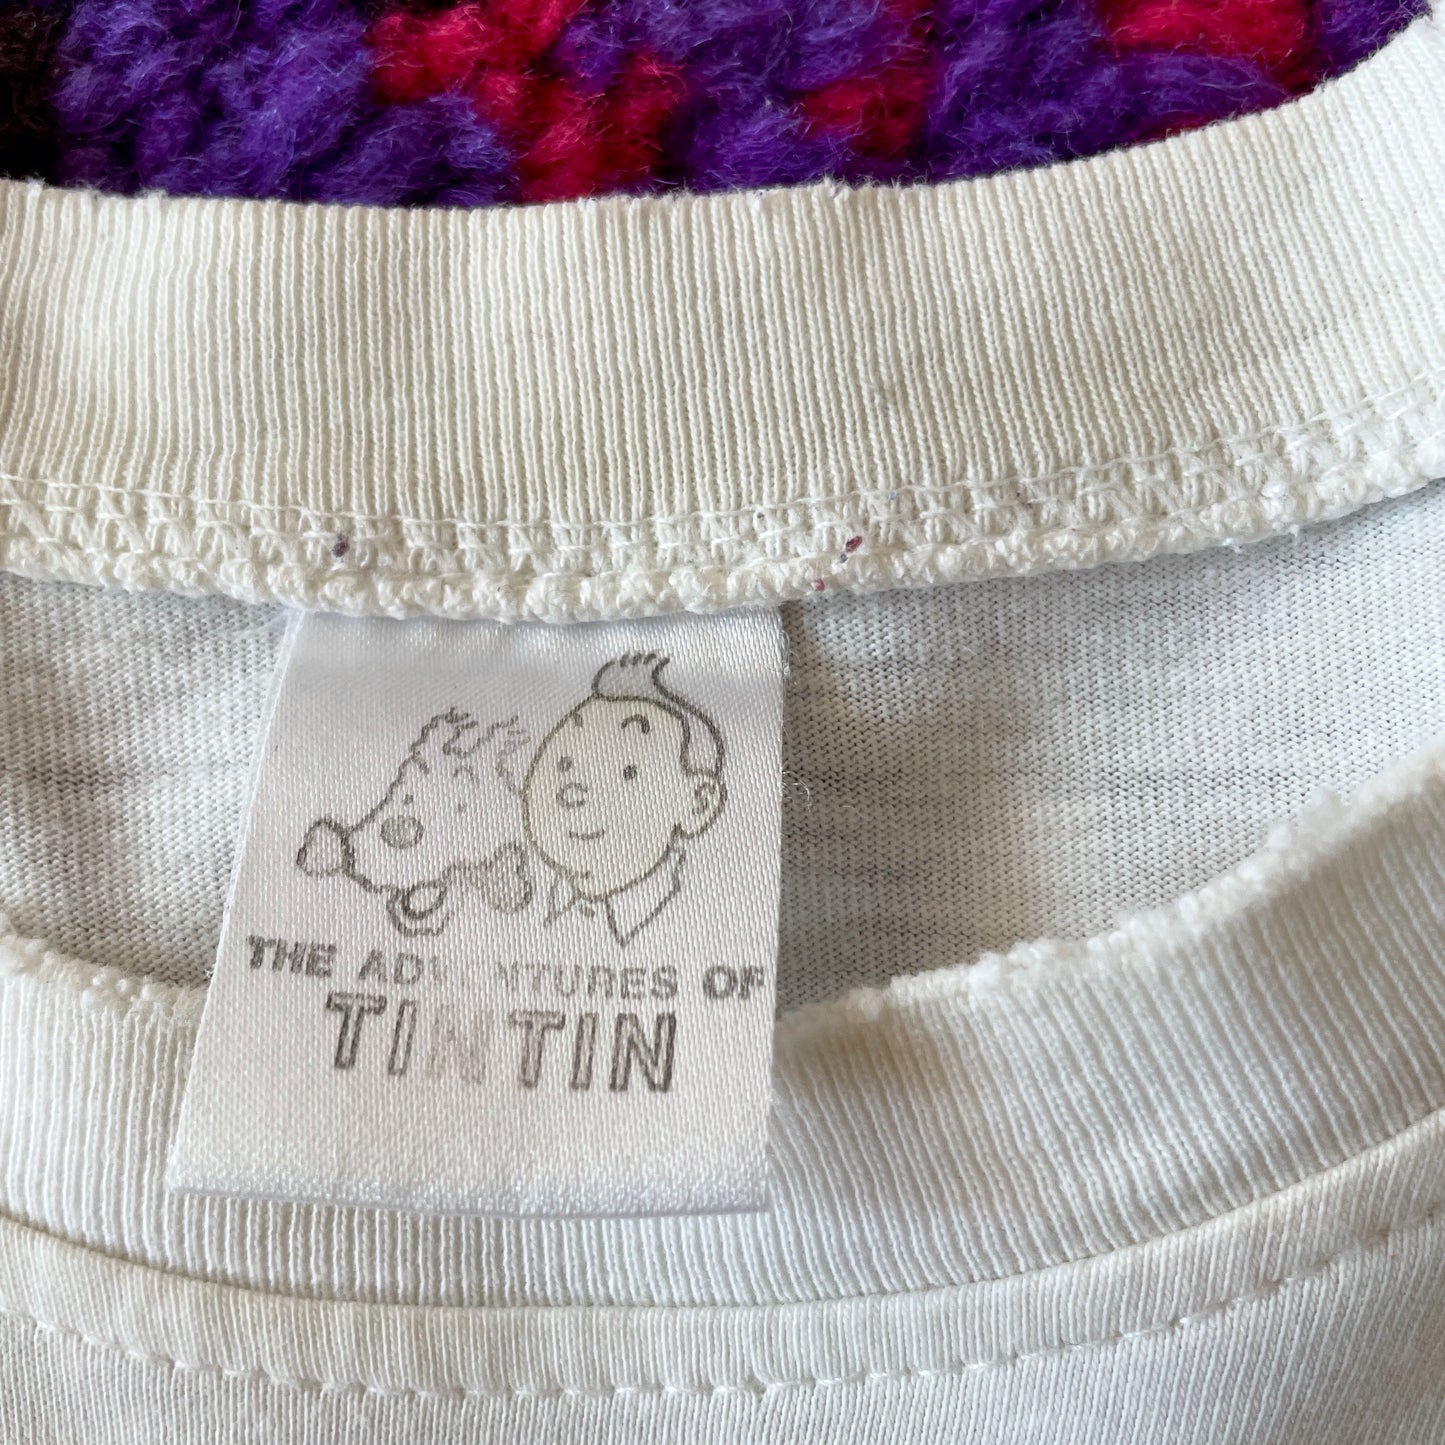 THE ADVENTURES OF
TINTIN